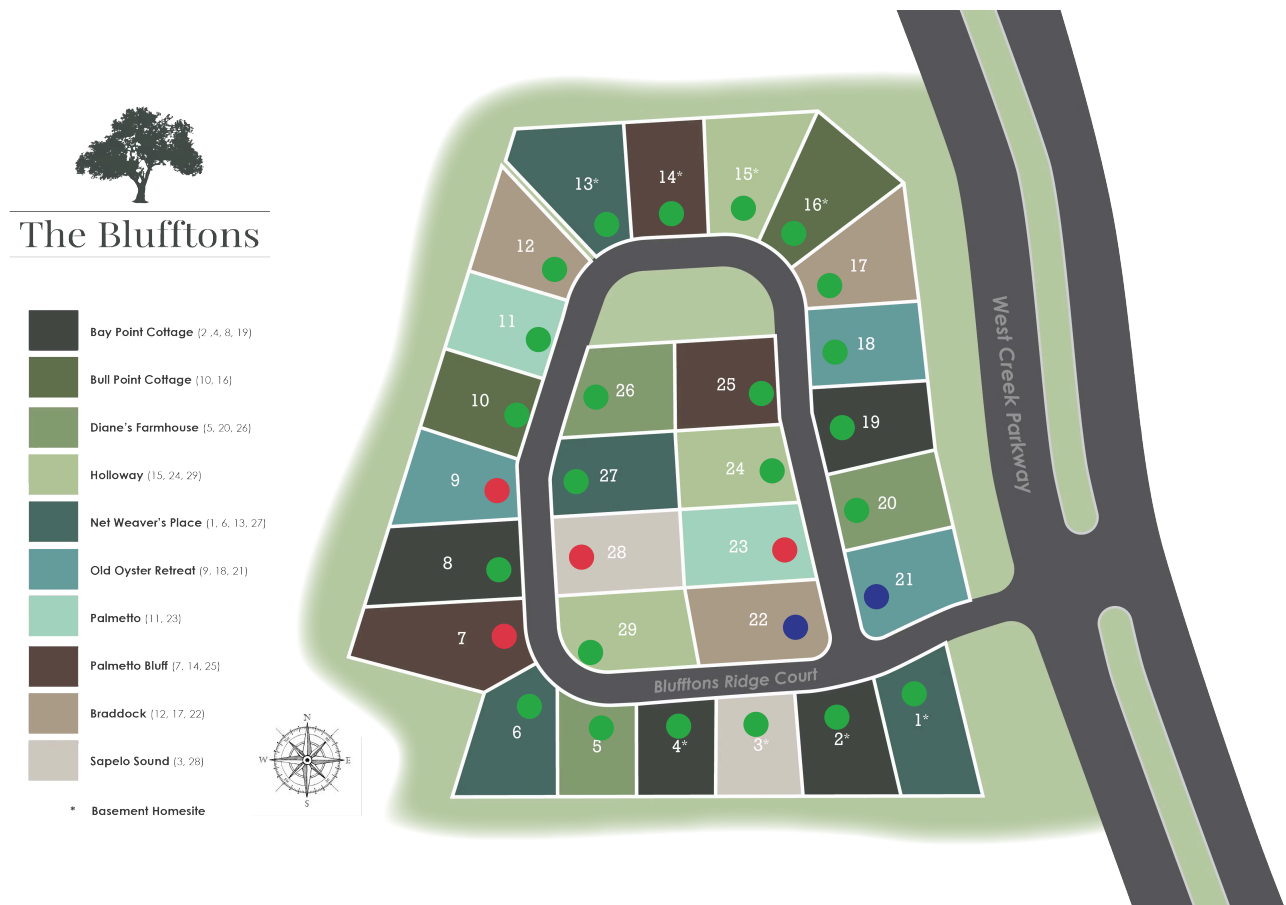 The Blufftons
Bay Point Cottage (2 ,4, 8, 19)
Bull Point Cottage (10, 16)
Diane's Farmhouse (5, 20, 26)
Holloway (15, 24, 29)
Net Weaver's Place (1, 6, 13, 27)
Old Oyster Retreat (9, 18, 21)
Palmetto (11, 23)
Palmetto Bluff (7, 14, 25)
Braddock (12, 17, 22)
Sapelo Sound (3, 28)
* Basement Homesite
N
W
E
S
13*
14*
15*
16*
12
17
11
18
10
19
9
20
8
21
7
26
25
27
24
28
23
29
22
6
5
4*
3*
2*
1*
Blufftons Ridge Court
West Creek Parkway